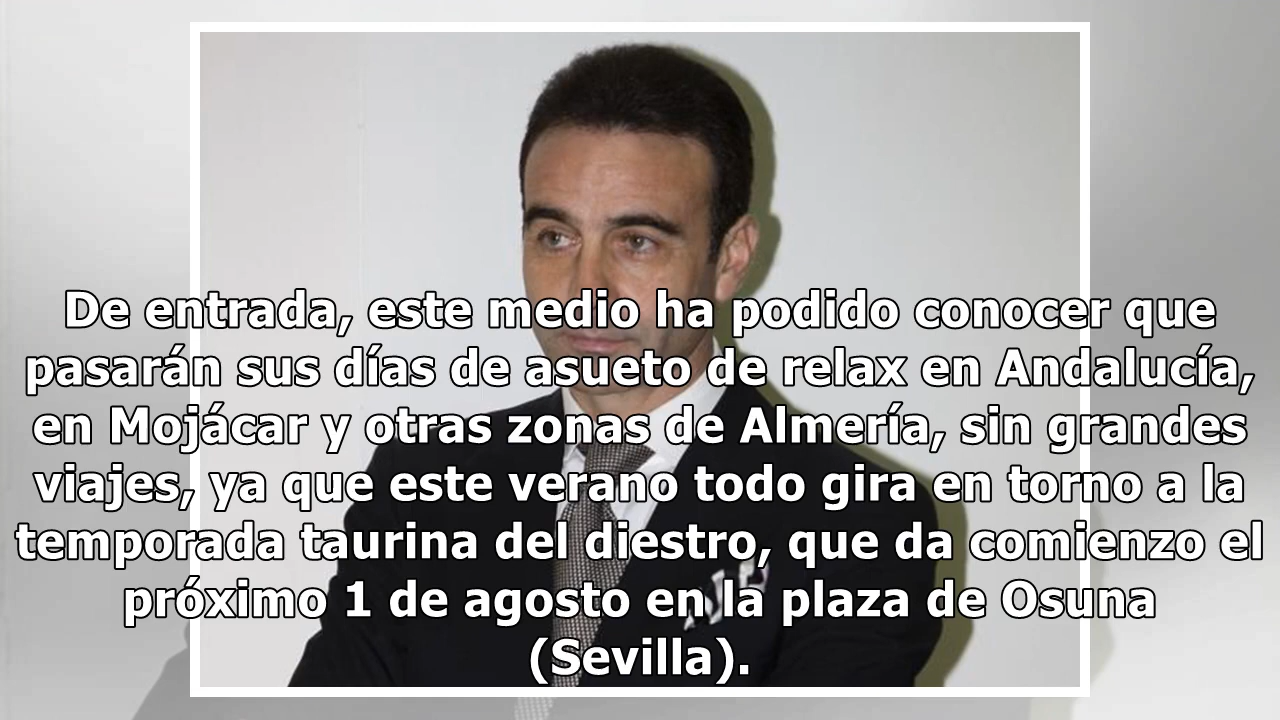 De entrada, este medio ha podido conocer que
pasarán sus días de asueto de relax en Andalucía,
en Mojácar y otras zonas de Almería, sin grandes
viajes, ya que este verano todo gira en torno a la
temporada taurina del diestro, que da comienzo el
próximo 1 de agosto en la plaza de Osuna
(Sevilla).